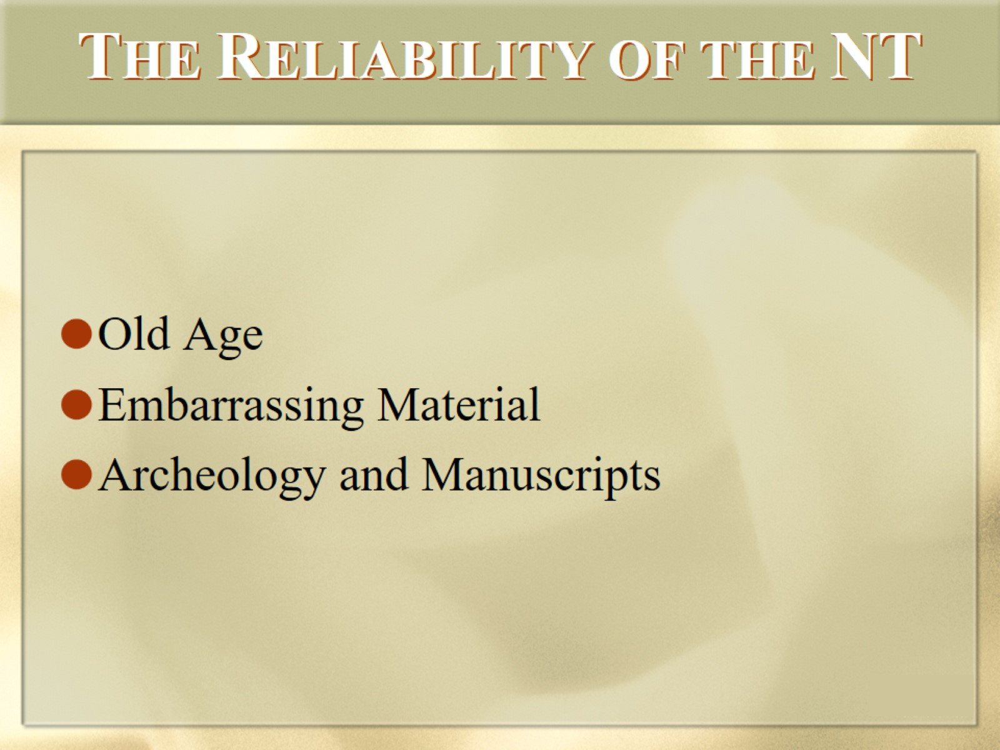 THE RELIABILITY OF THE NT
Old Age
Embarrassing Material
Archeology and Manuscripts